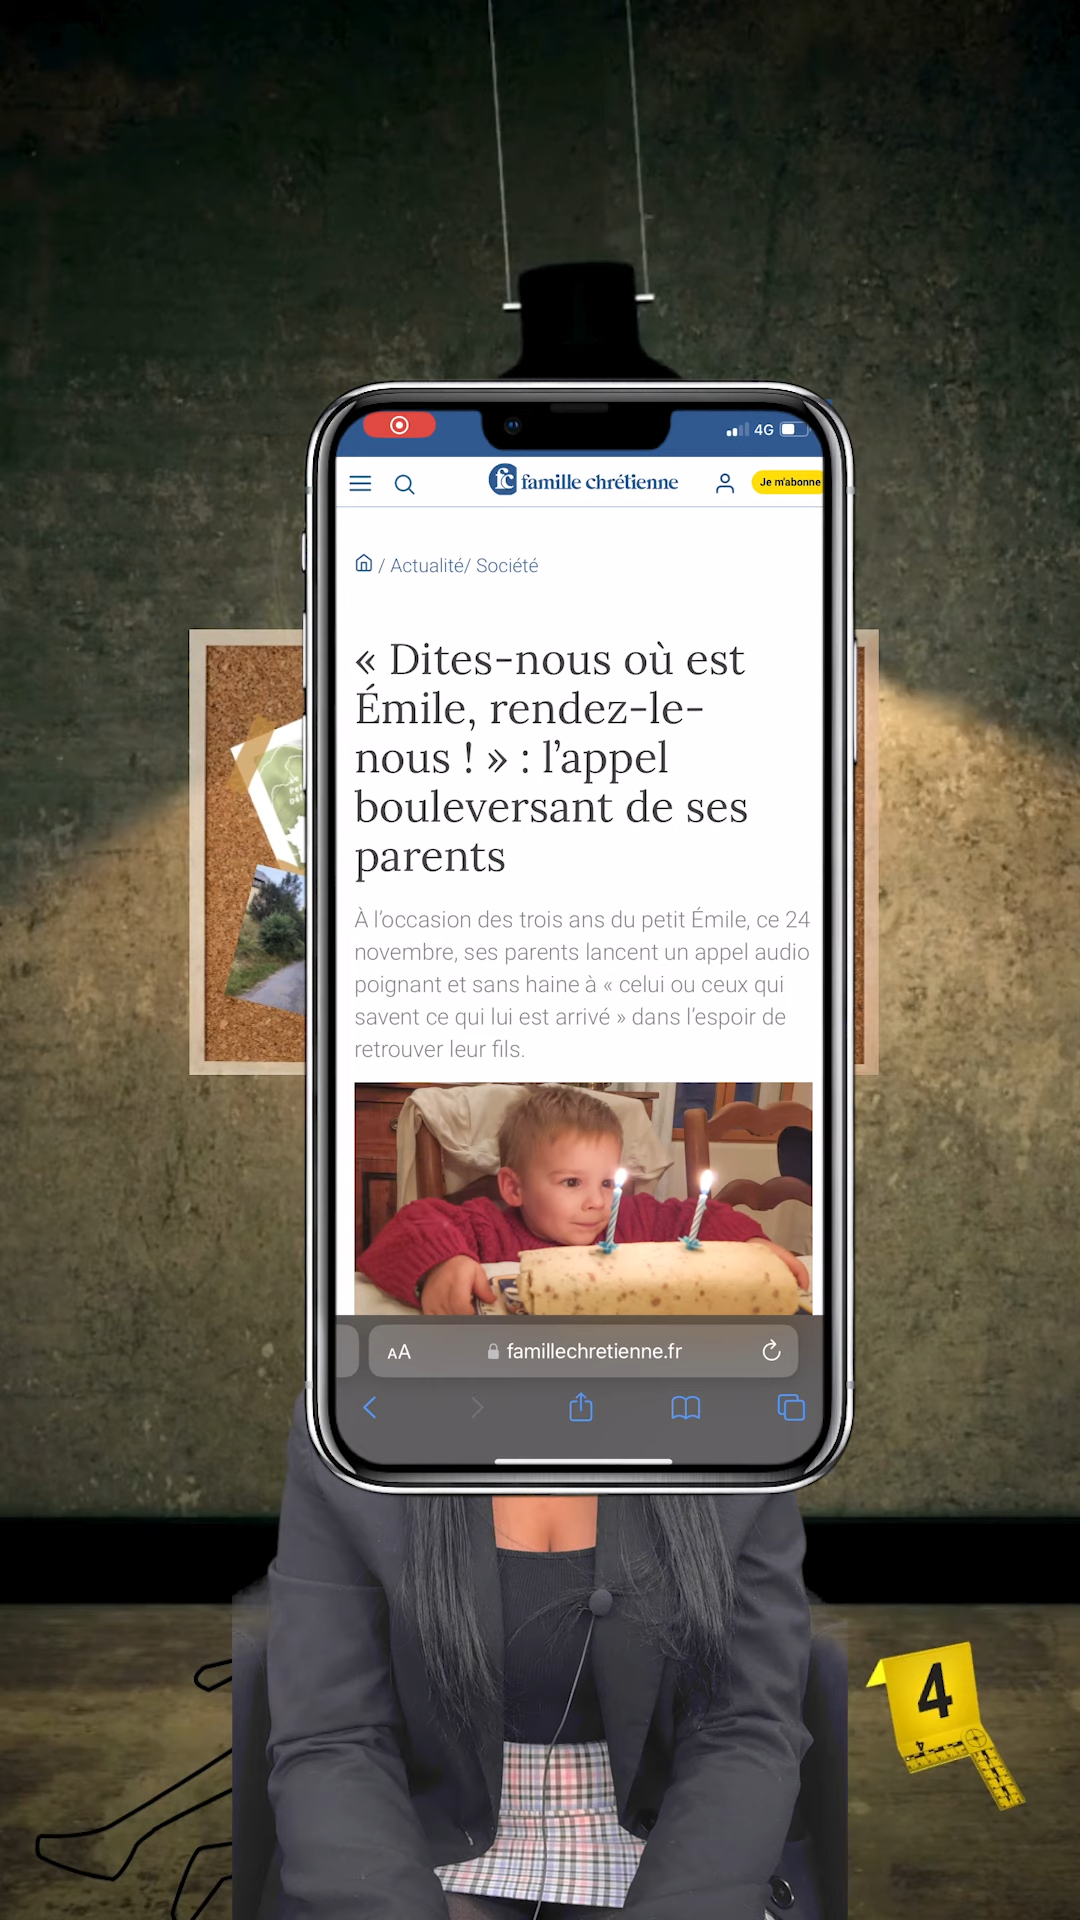 4G
famille chrétienne
Je m'abonne
/ Actualité/ Société
« Dites-nous où est
Émile, rendez-le-
nous ! » : l'appel
bouleversant de ses
parents
À l'occasion des trois ans du petit Émile, ce 24
novembre, ses parents lancent un appel audio
poignant et sans haine à « celui ou ceux qui
savent ce qui lui est arrivé » dans l'espoir de
retrouver leur fils.
AA famillechretienne.fr
4
4